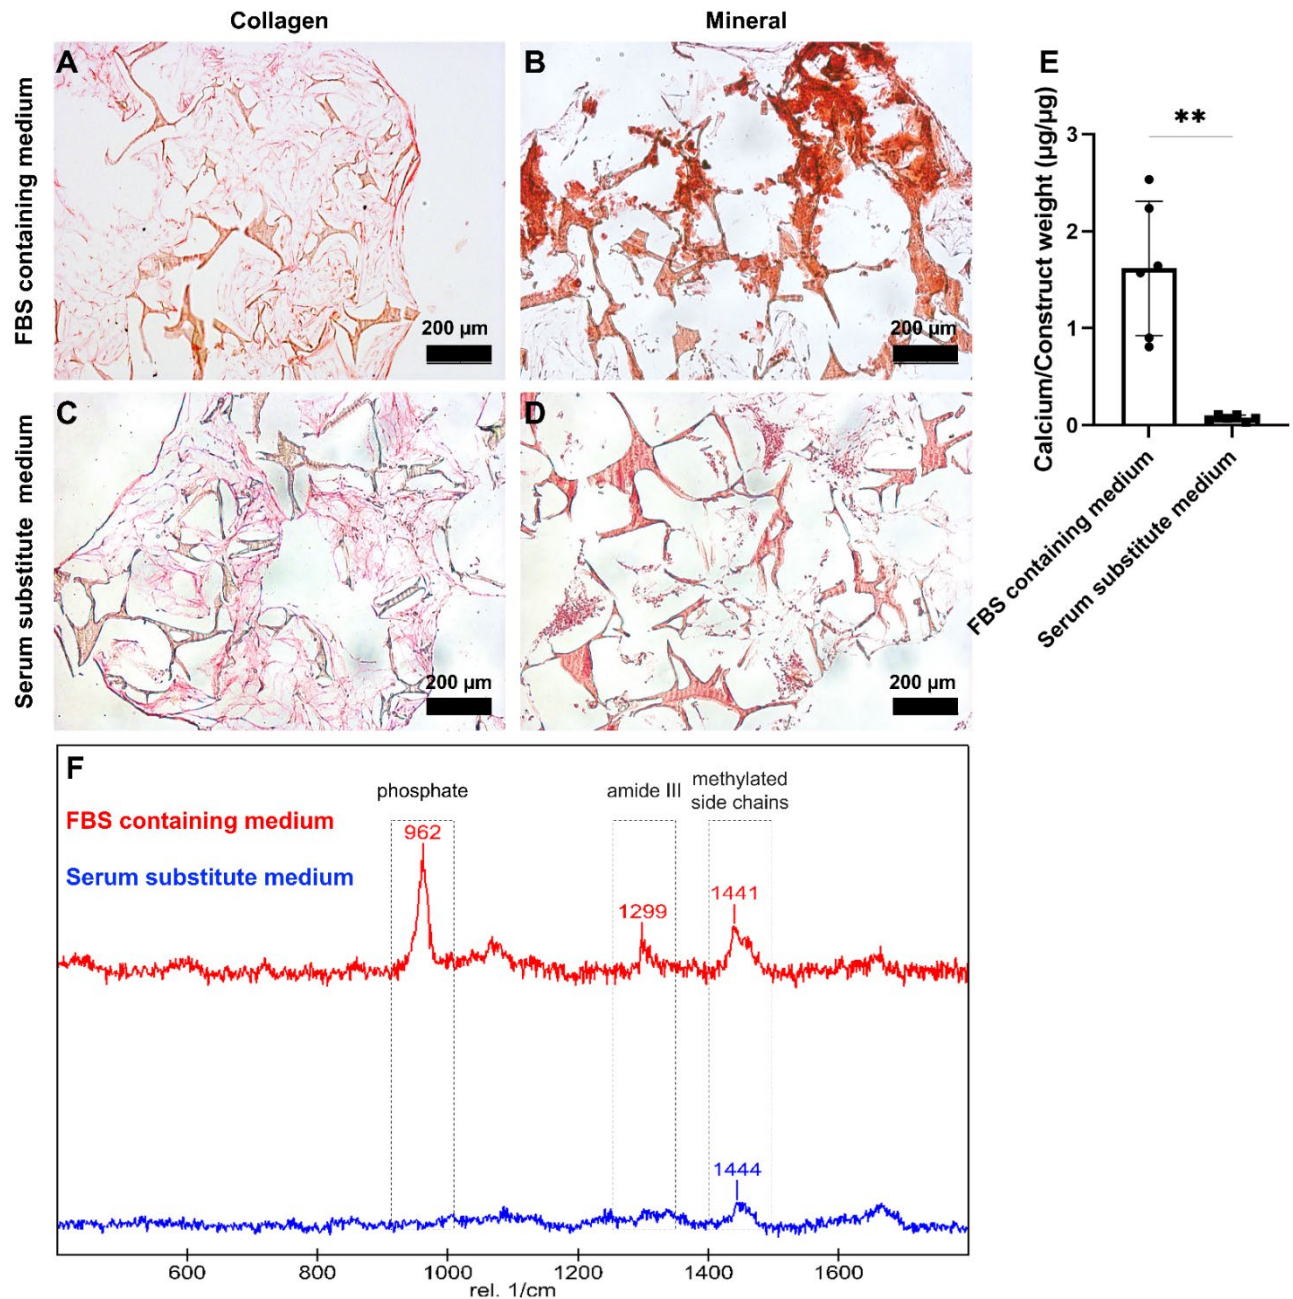 Collagen
Mineral
FBS containing medium
Serum substitute medium
A
200 µm
B
200 µm
C
200 µm
D
200 µm
E
**
Calcium/Construct weight (µg/µg)
3
2
1
0
FBS containing medium
Serum substitute medium
F
phosphate
amide III
methylated
side chains
FBS containing medium
962
1299
1441
Serum substitute medium
1444
600
800
1000
1200
1400
1600
rel. 1/cm